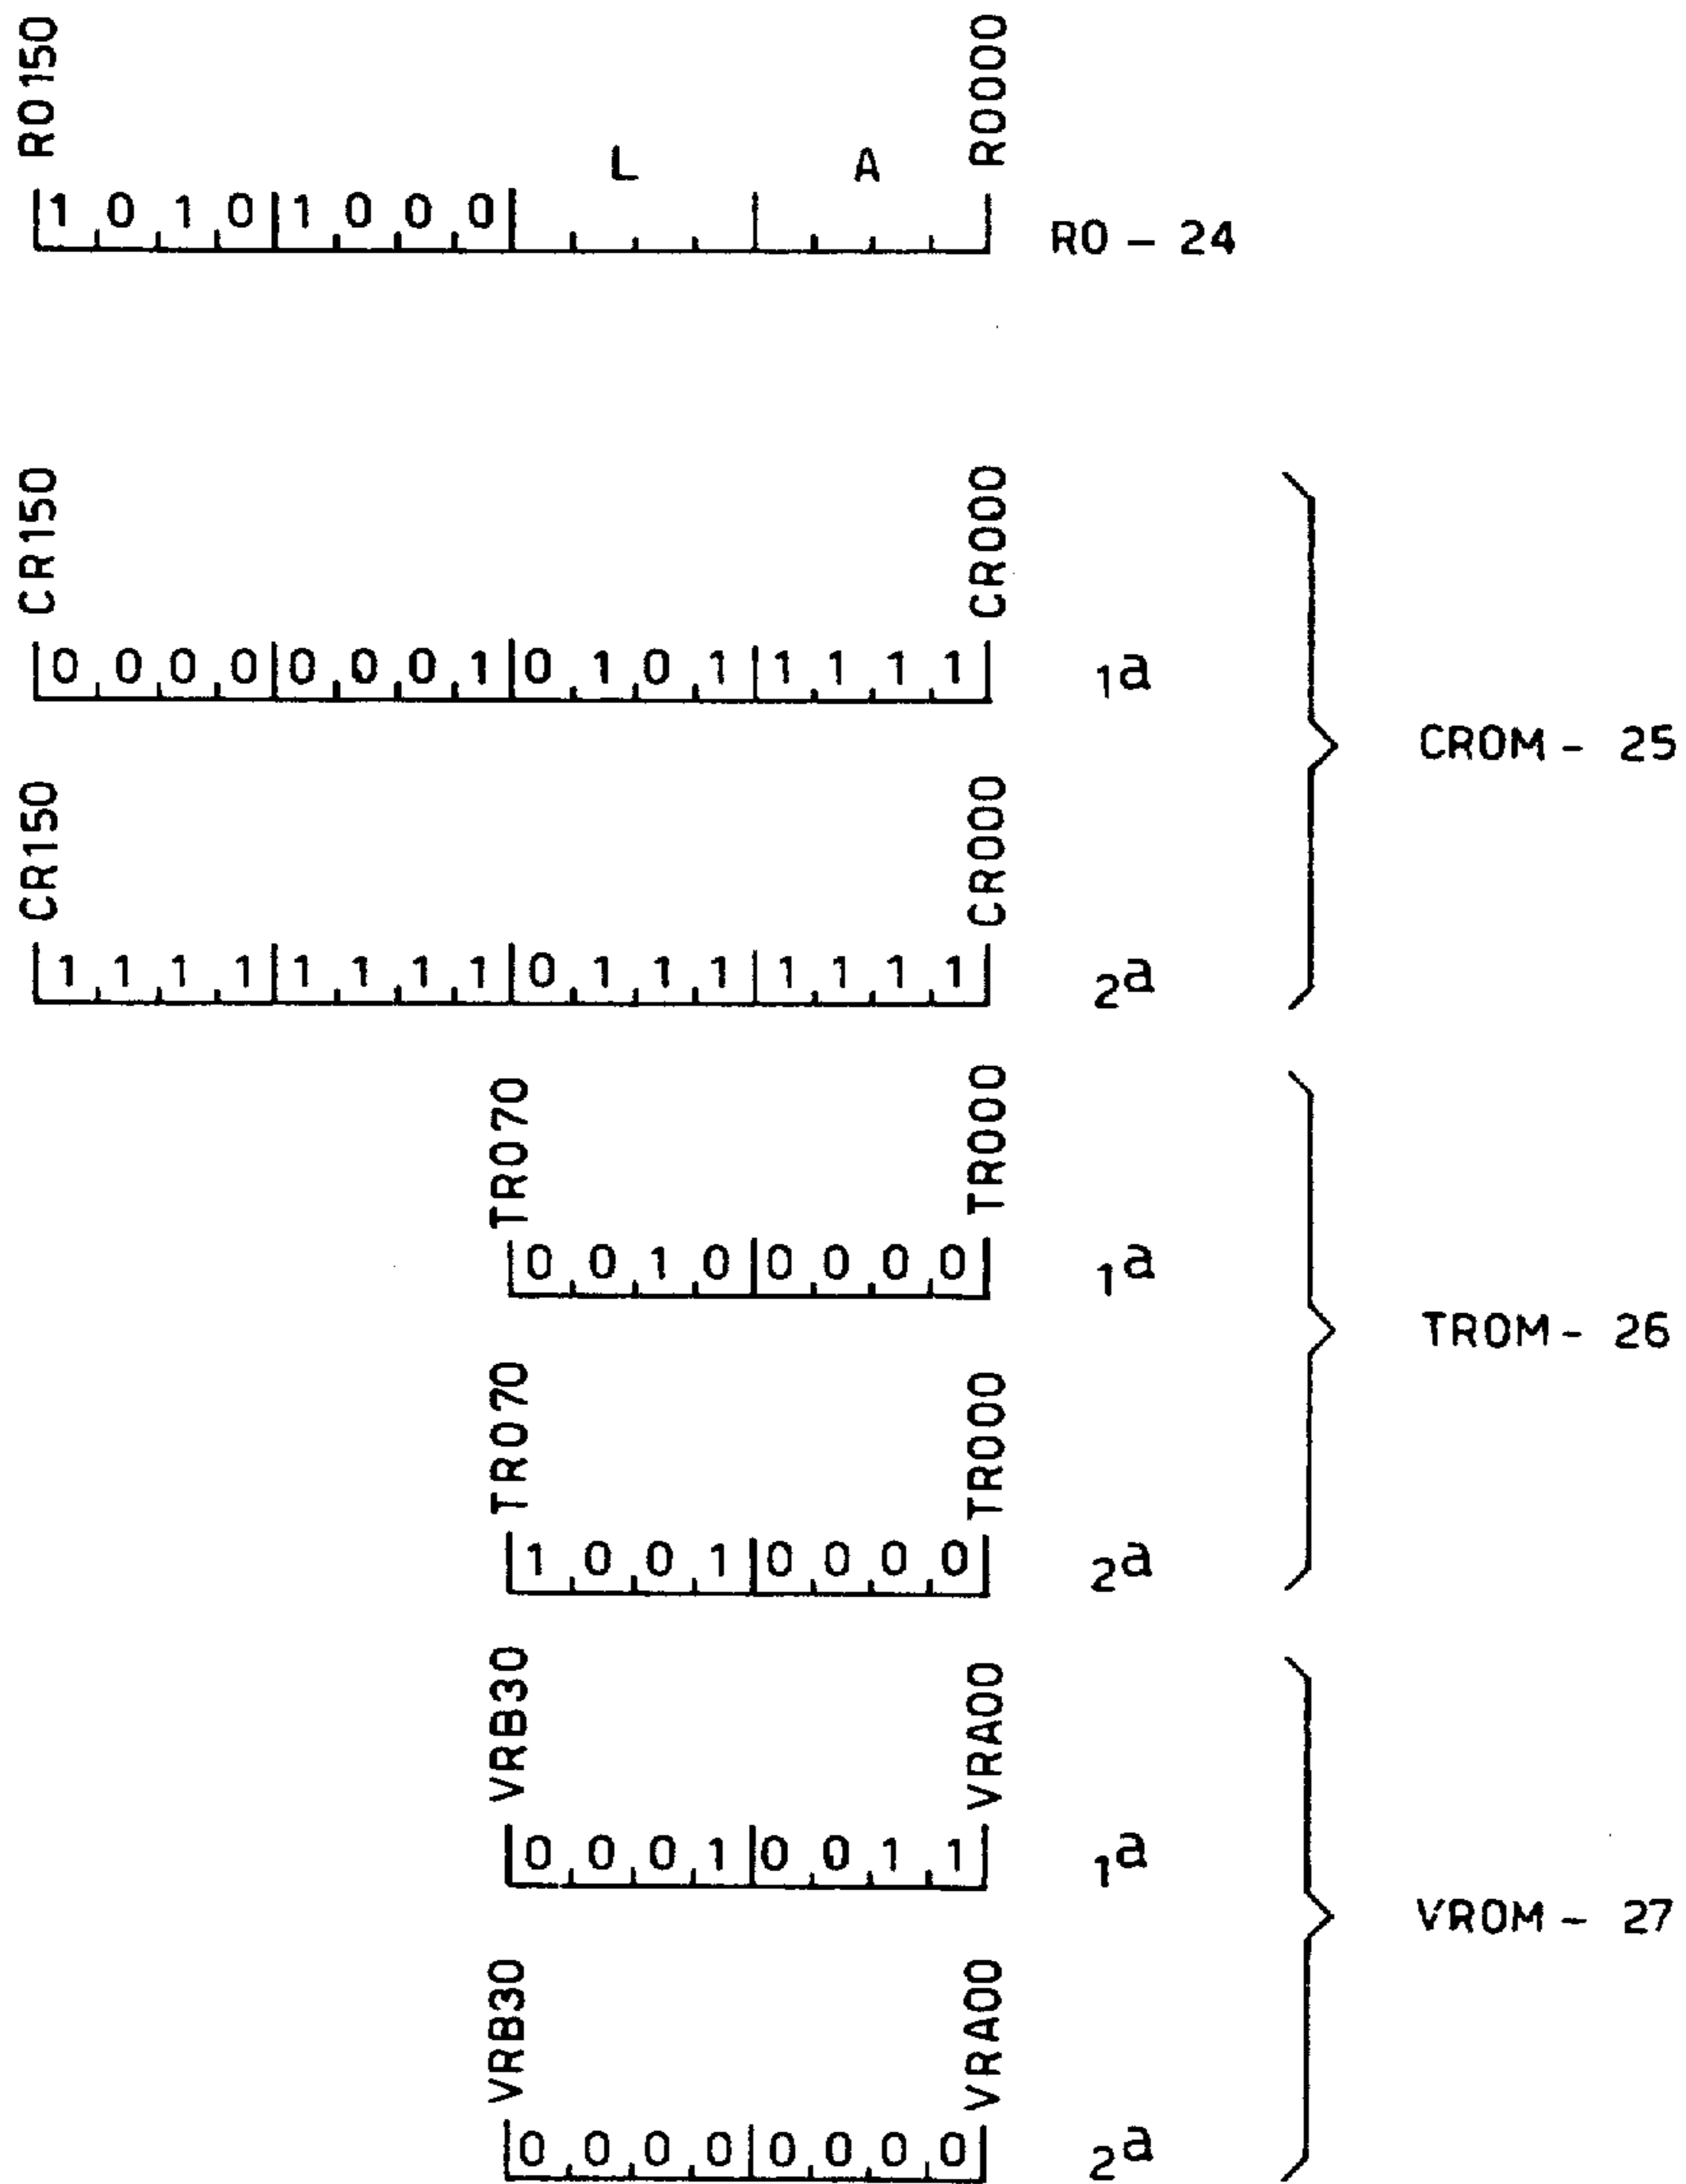 RO150 RO000
L A
1 0 1 0 1 0 0 0 RO – 24
CR150 CR000
0 0 0 0 0 0 0 1 0 1 0 1 1 1 1 1 1a
CROM – 25
CR150 CR000
1 1 1 1 1 1 1 1 0 1 1 1 1 1 1 1 2a
TR070 TR000
0 0 1 0 0 0 0 0 1a
TROM – 26
TR070 TR000
1 0 0 1 0 0 0 0 2a
VRB30 VRA00
0 0 0 1 0 0 1 1 1a
VROM – 27
VRB30 VRA00
0 0 0 0 0 0 0 0 2a